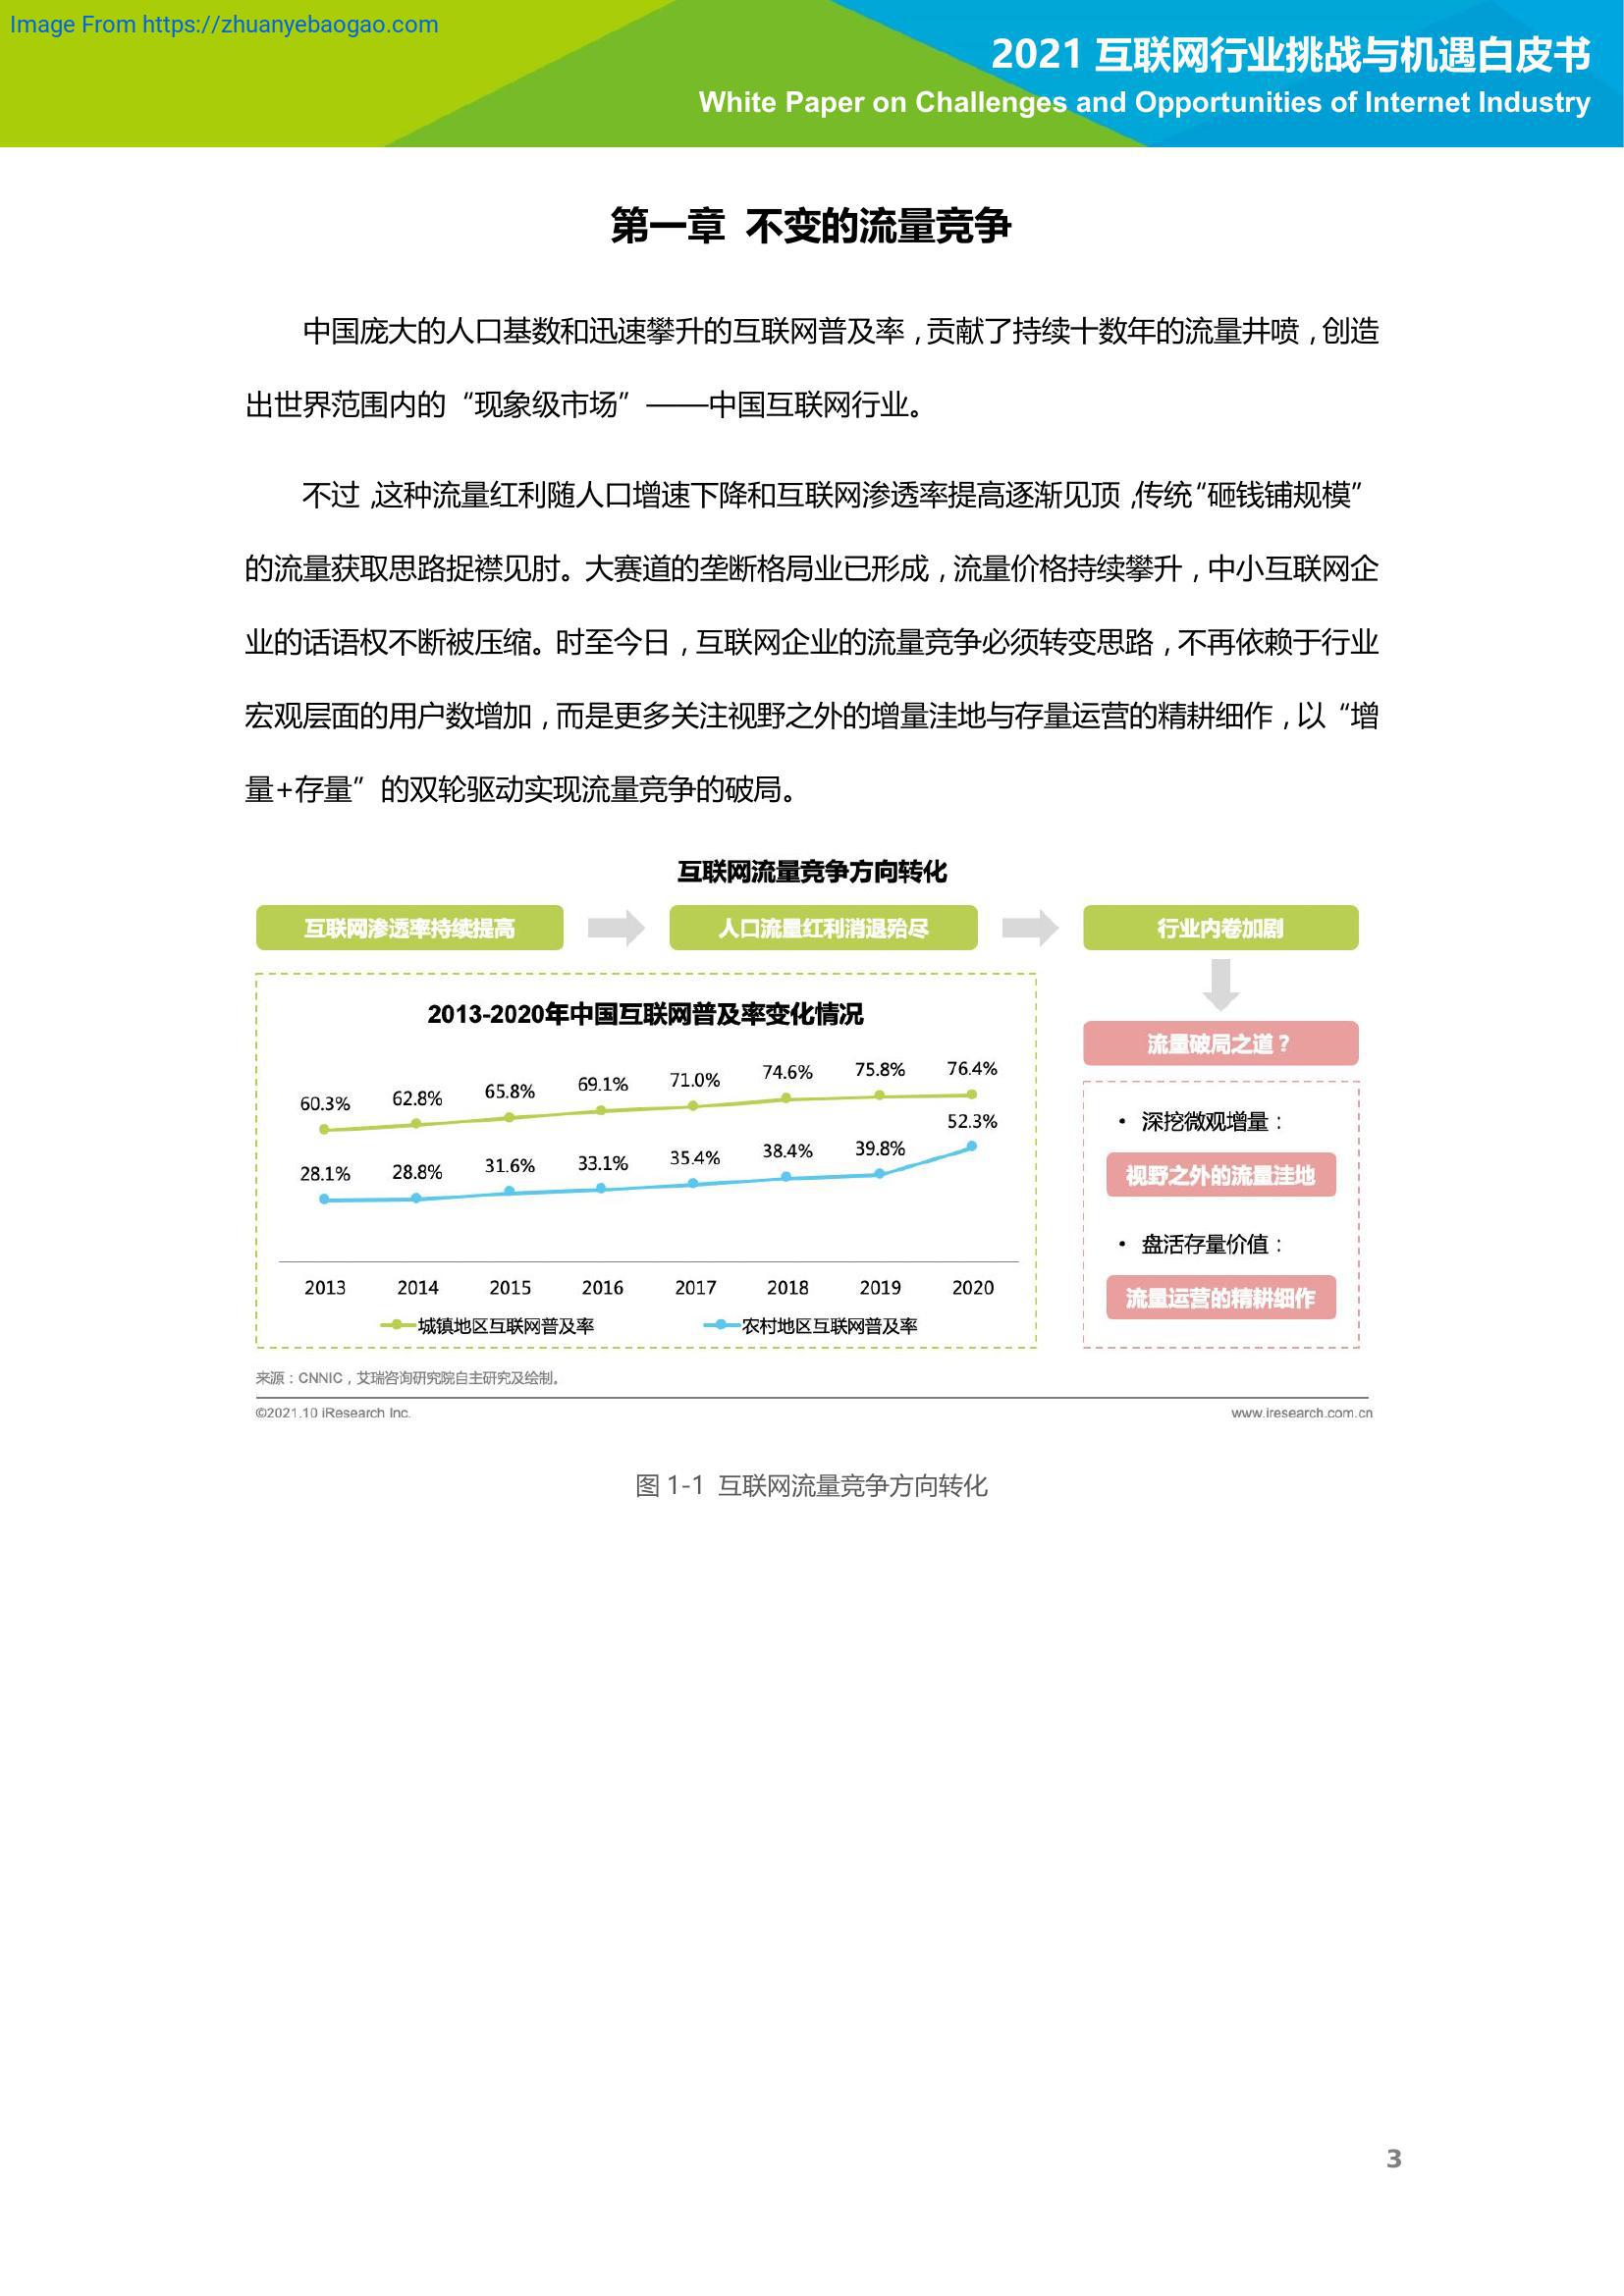 Image From https://zhuanyebaogao.com
2021 互联网行业挑战与机遇白皮书
White Paper on Challenges and Opportunities of Internet Industry
第一章 不变的流量竞争
中国庞大的人口基数和迅速攀升的互联网普及率，贡献了持续十数年的流量井喷，创造
出世界范围内的“现象级市场”——中国互联网行业。
不过，这种流量红利随人口增速下降和互联网渗透率提高逐渐见顶，传统“砸钱铺规模”
的流量获取思路捉襟见肘。大赛道的垄断格局业已形成，流量价格持续攀升，中小互联网企
业的话语权不断被压缩。时至今日，互联网企业的流量竞争必须转变思路，不再依赖于行业
宏观层面的用户数增加，而是更多关注视野之外的增量洼地与存量运营的精耕细作，以“增
量+存量”的双轮驱动实现流量竞争的破局。
互联网流量竞争方向转化
互联网渗透率持续提高
人口流量红利消退殆尽
行业内卷加剧
2013-2020年中国互联网普及率变化情况
60.3% 62.8% 65.8% 69.1% 71.0% 74.6% 75.8% 76.4%
28.1% 28.8% 31.6% 33.1% 35.4% 38.4% 39.8% 52.3%
2013 2014 2015 2016 2017 2018 2019 2020
城镇地区互联网普及率 农村地区互联网普及率
流量破局之道？
• 深挖微观增量：
视野之外的流量洼地
• 盘活存量价值：
流量运营的精耕细作
来源：CNNIC，艾瑞咨询研究院自主研究及绘制。
©2021.10 iResearch Inc. www.iresearch.com.cn
图 1-1 互联网流量竞争方向转化
3